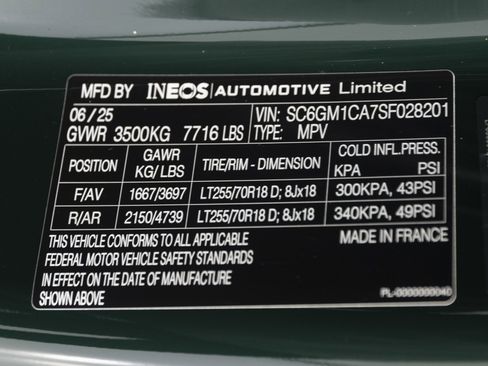 MFD BY INEOS AUTOMOTIVE Limited
06/25 VIN: SC6GM1CA7SF028201
GVWR 3500KG 7716 LBS TYPE: MPV
POSITION GAWR KG/LBS TIRE/RIM - DIMENSION COLD INFL.PRESS. KPA PSI
F/AV 1667/3697 LT255/70R18 D; 8Jx18 300KPA, 43PSI
R/AR 2150/4739 LT255/70R18 D; 8Jx18 340KPA, 49PSI
THIS VEHICLE CONFORMS TO ALL APPLICABLE MADE IN FRANCE
FEDERAL MOTOR VEHICLE SAFETY STANDARDS
IN EFFECT ON THE DATE OF MANUFACTURE
SHOWN ABOVE PL-0000000040